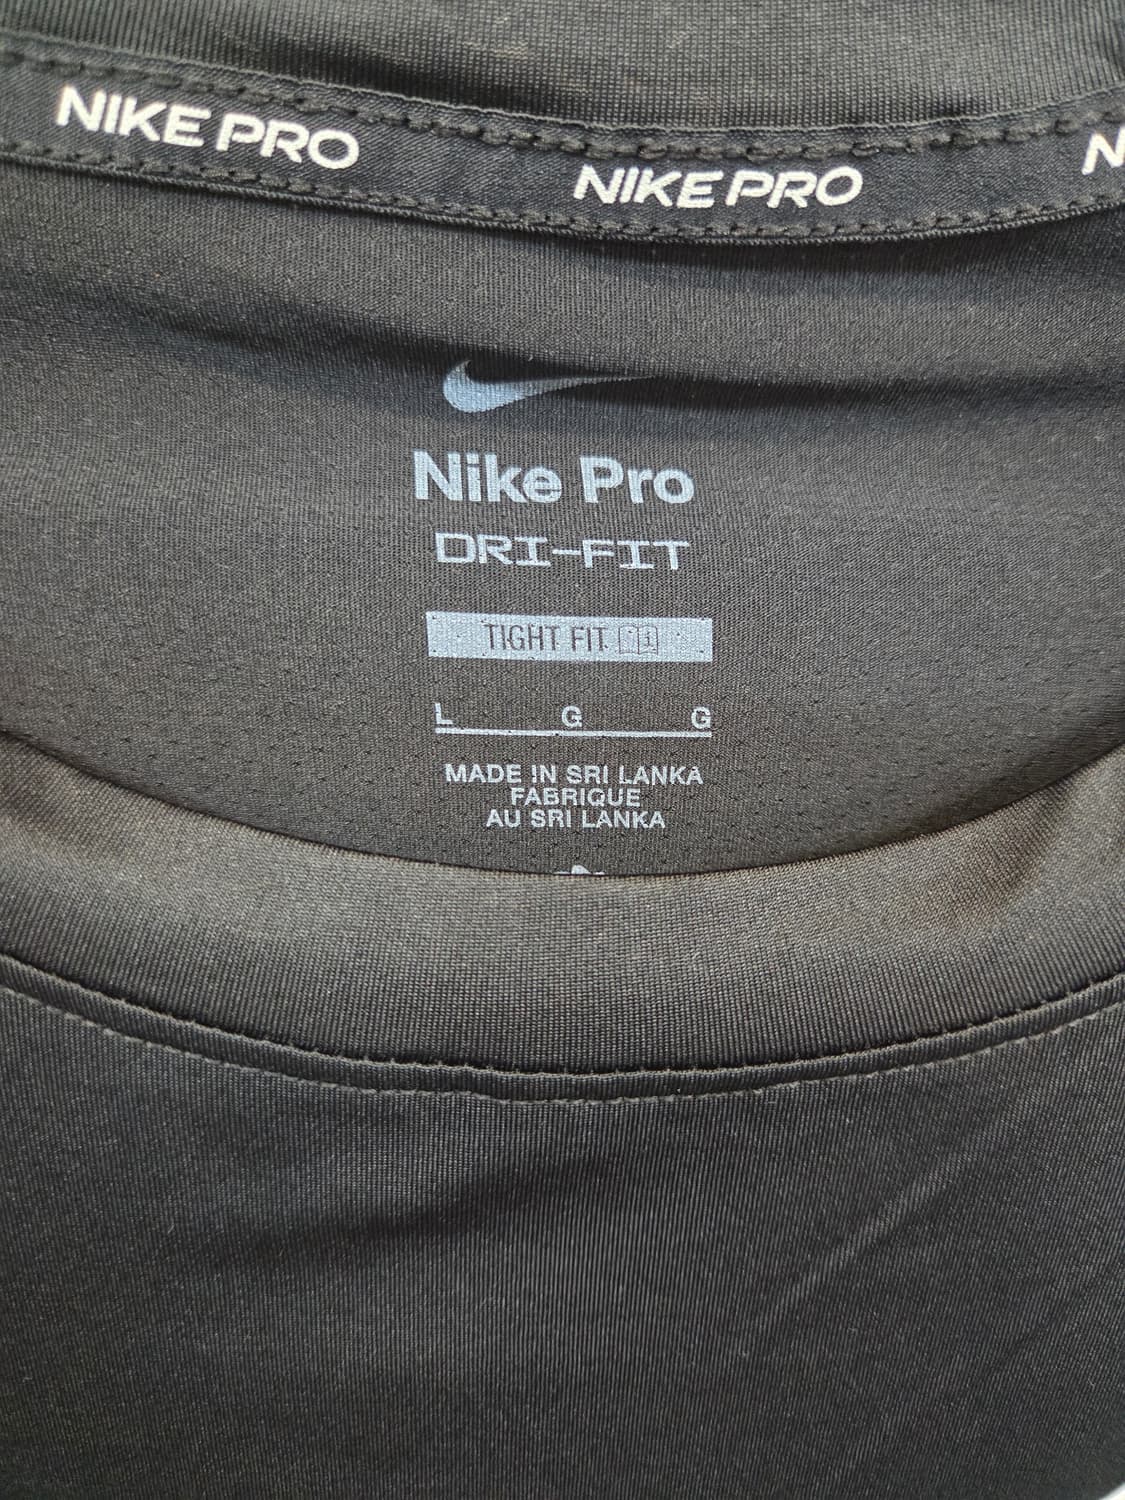 NIKE PRO NIKE PRO N
Nike Pro
DRI-FIT
TIGHT FIT
L G G
MADE IN SRI LANKA
FABRIQUE
AU SRI LANKA